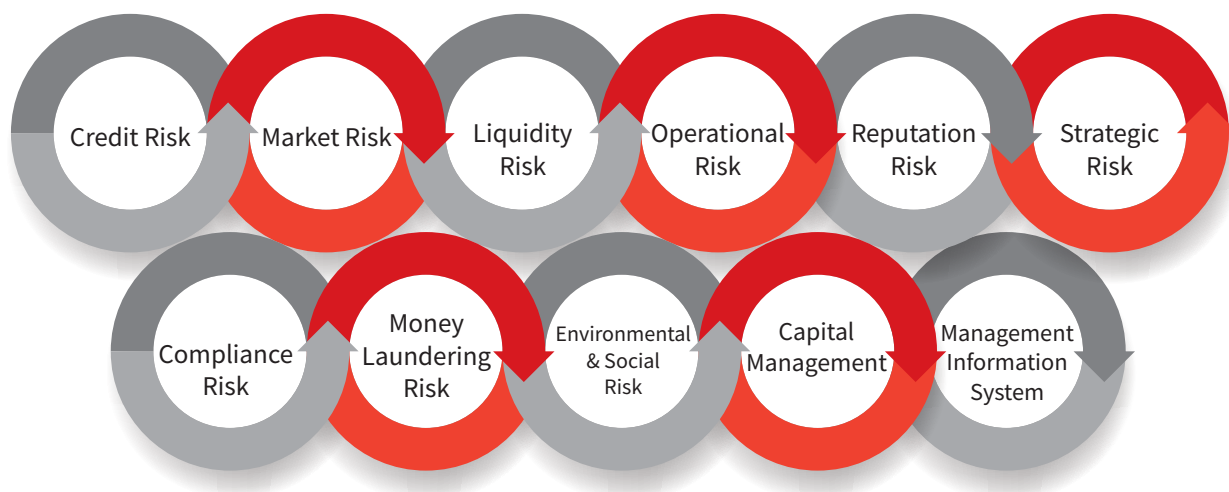 Credit Risk
Market Risk
Liquidity
Risk
Operational
Risk
Reputation
Risk
Strategic
Risk
Compliance
Risk
Money
Laundering
Risk
Environmental
& Social
Risk
Capital
Management
Management
Information
System